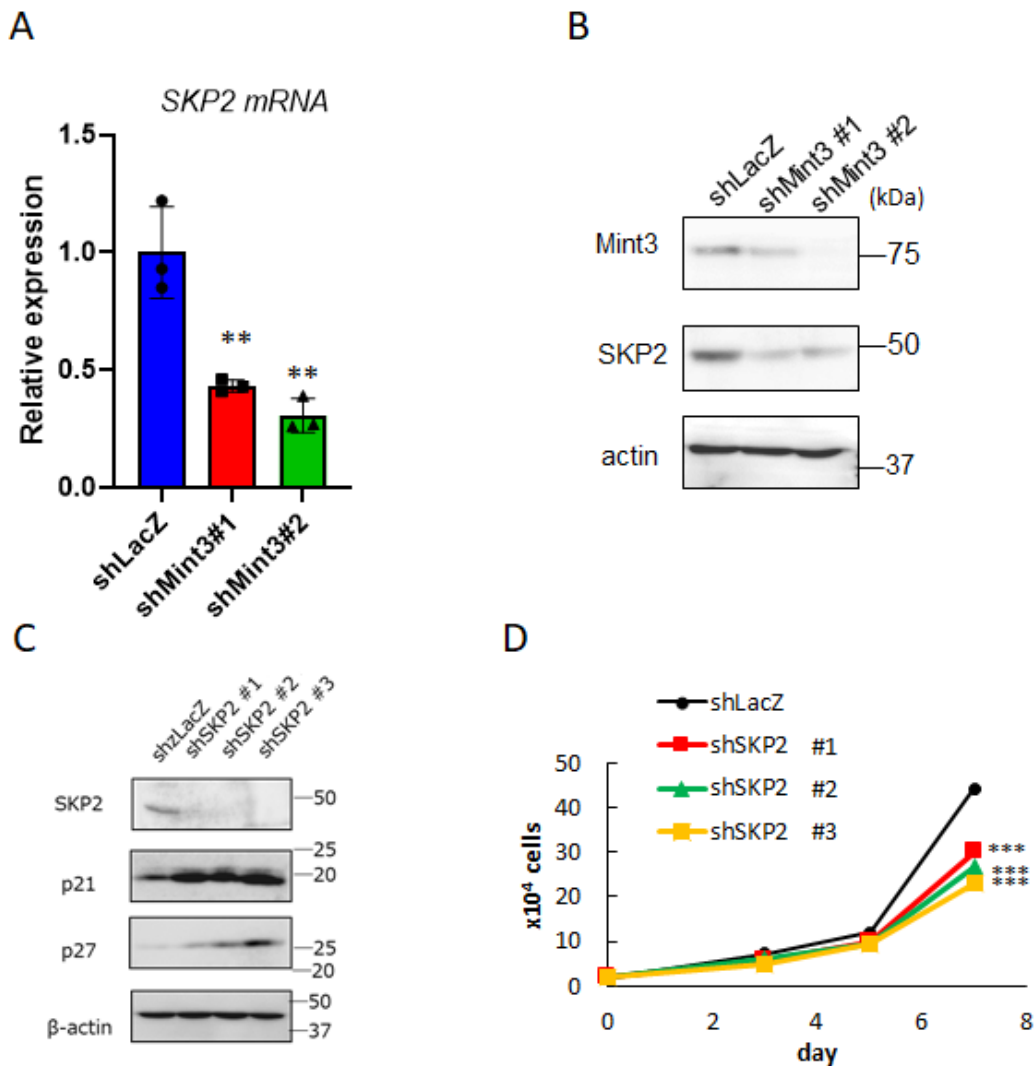 A
SKP2 mRNA
Relative expression
1.5
1.0
0.5
0.0
**
**
shLacZ
shMint3#1
shMint3#2
B
shLacZ
shMint3 #1
shMint3 #2
(kDa)
Mint3
75
SKP2
50
actin
37
C
shzLacZ
shSKP2 #1
shSKP2 #2
shSKP2 #3
SKP2
50
25
p21
20
p27
25
20
β-actin
50
37
D
shLacZ
shSKP2 #1
shSKP2 #2
shSKP2 #3
x10⁴ cells
50
40
30
20
10
0
***
***
***
0 2 4 6 8
day